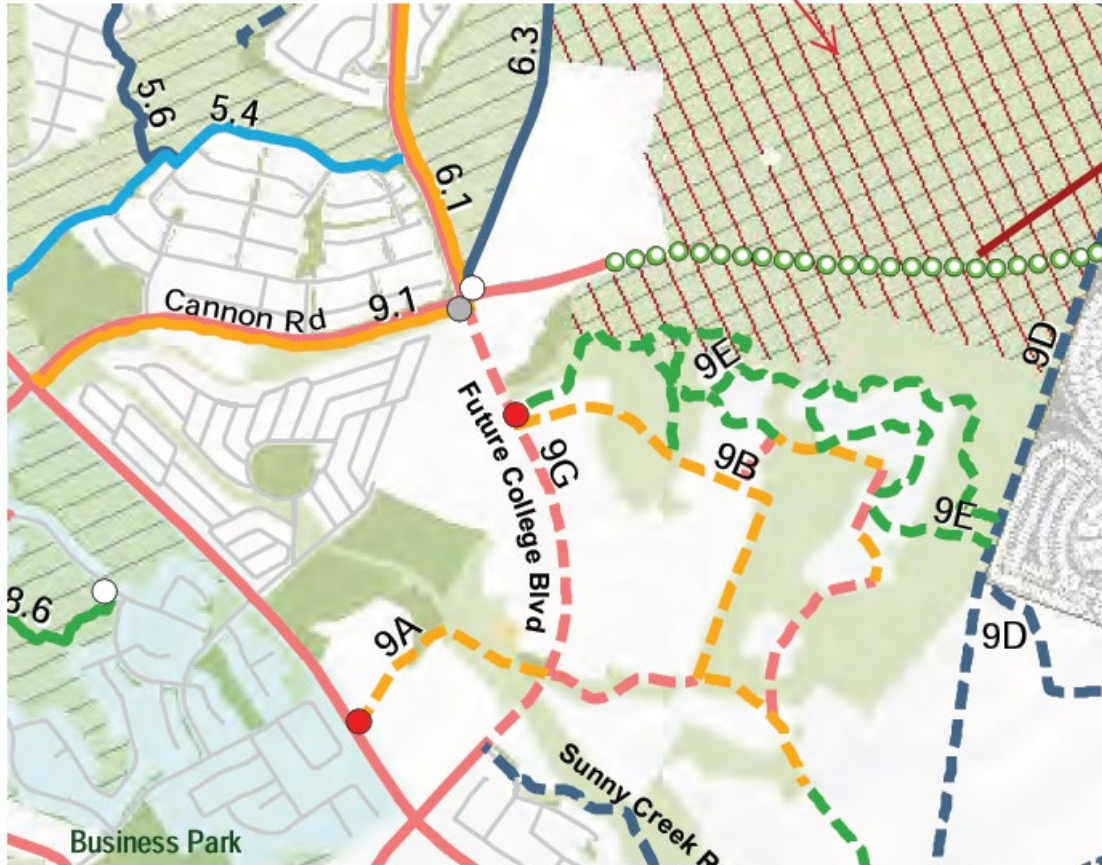 6.3
5.6
5.4
6.1
Cannon Rd
9.1
9D
9E
Future College Blvd
9G
9B
9E
8.6
9A
9D
Sunny Creek R
Business Park